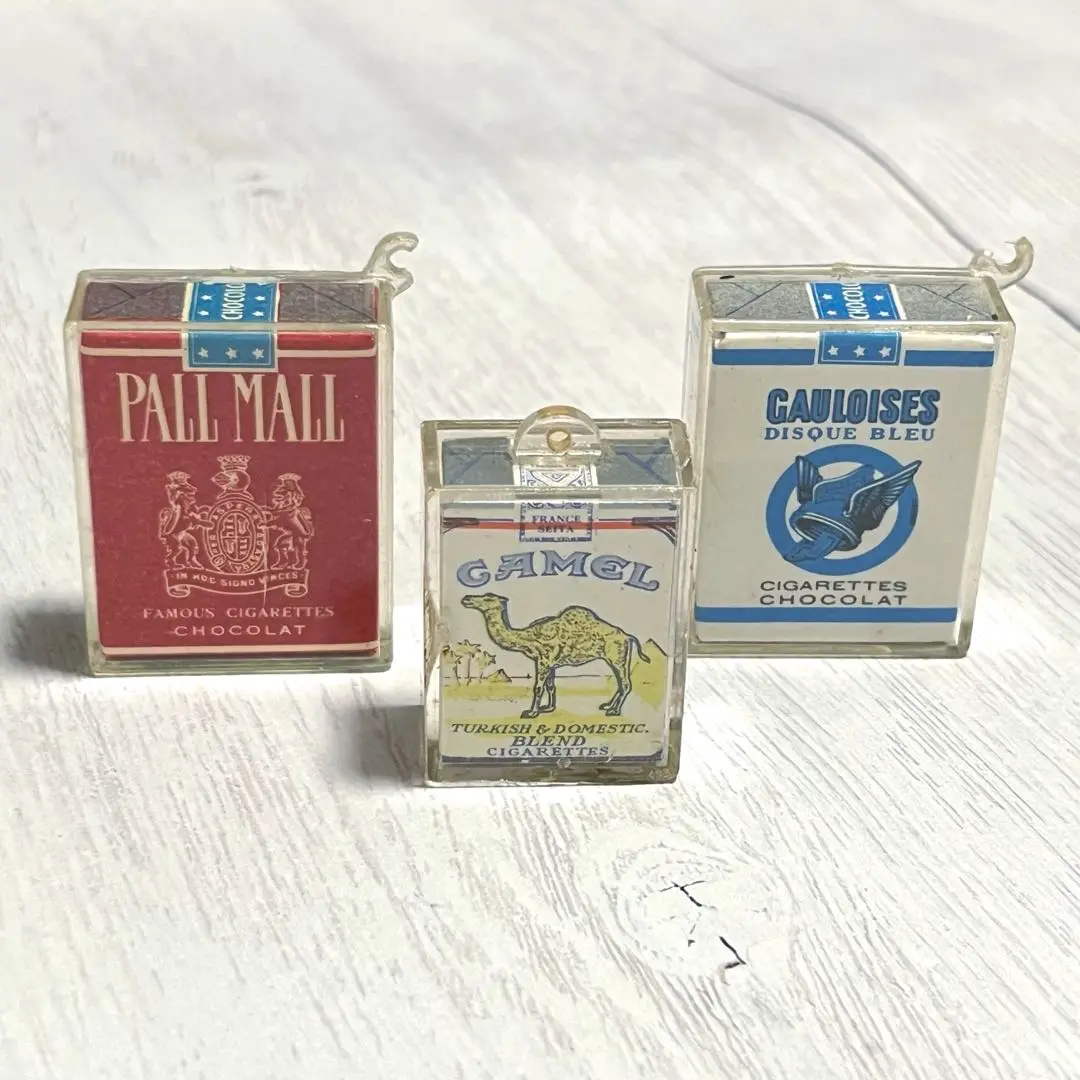 CHOCOL
PALL MALL
PER
IN HOC SIGNO VINCES
FAMOUS CIGARETTES
CHOCOLAT
FRANCE
SEITA
CAMEL
TURKISH & DOMESTIC.
BLEND
CIGARETTES
CHOCOL
GAULOISES
DISQUE BLEU
CIGARETTES
CHOCOLAT